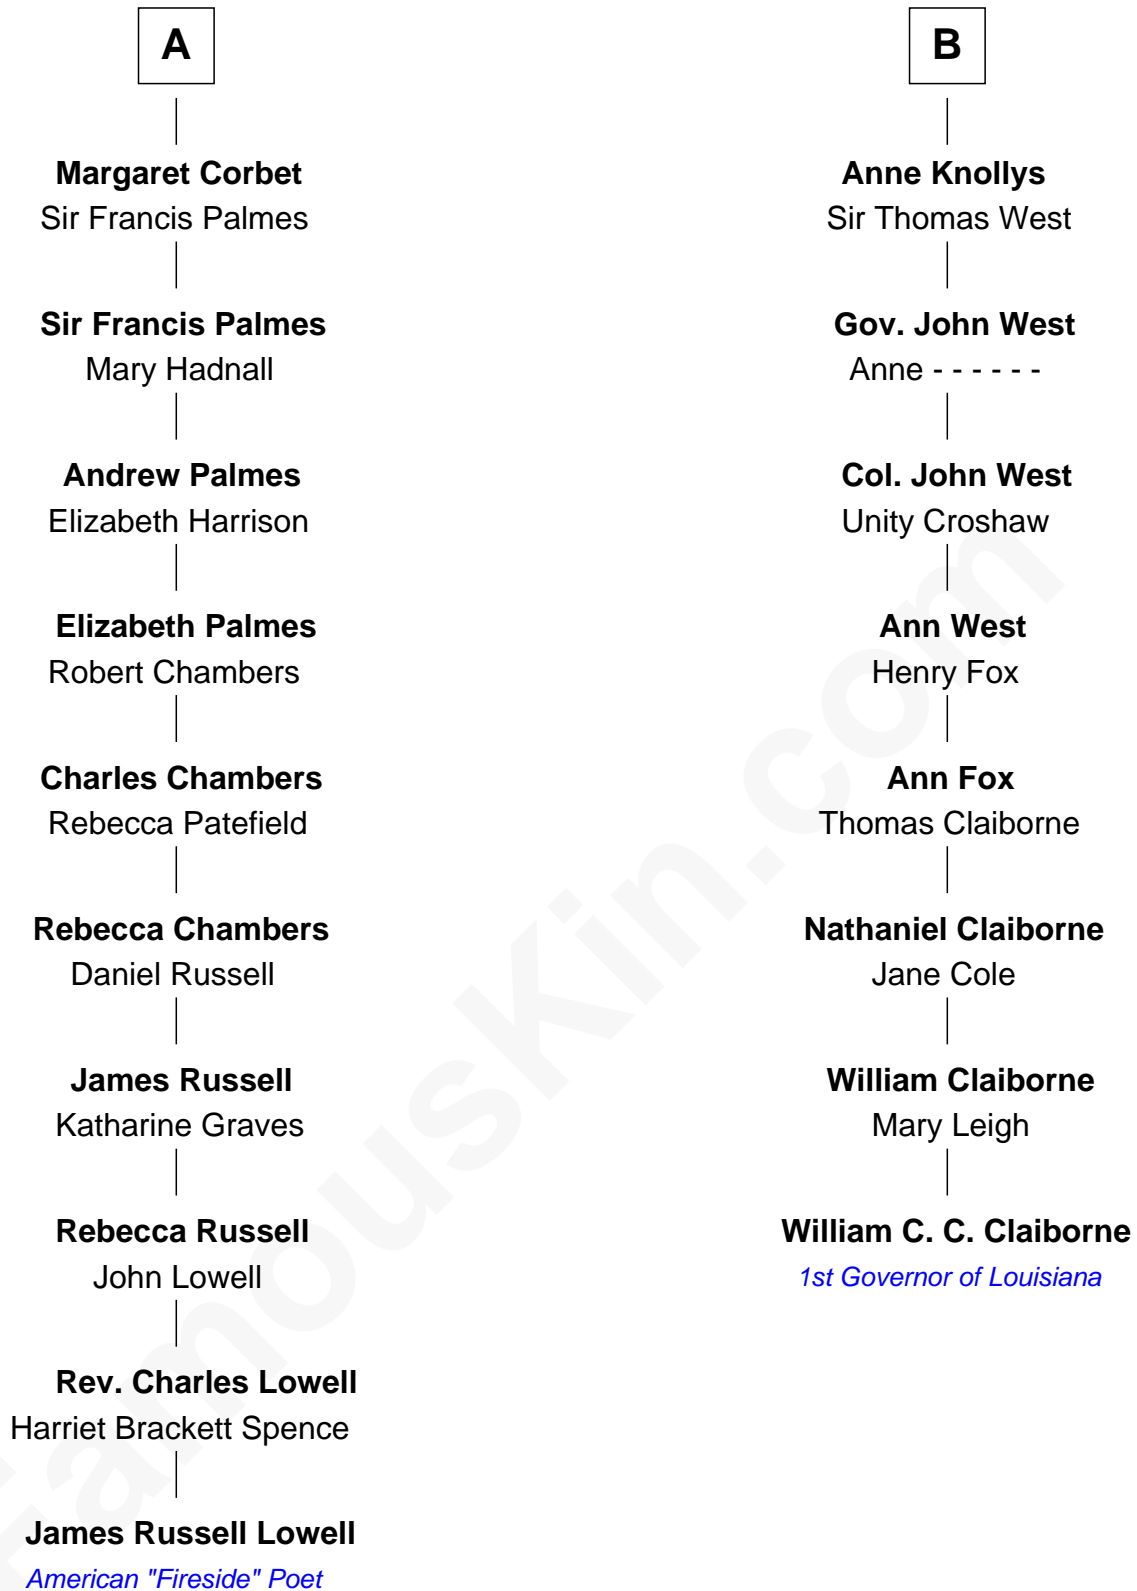 A
Margaret Corbet
Sir Francis Palmes
Sir Francis Palmes
Mary Hadnall
Andrew Palmes
Elizabeth Harrison
Elizabeth Palmes
Robert Chambers
Charles Chambers
Rebecca Patefield
Rebecca Chambers
Daniel Russell
James Russell
Katharine Graves
Rebecca Russell
John Lowell
Rev. Charles Lowell
Harriet Brackett Spence
James Russell Lowell
American "Fireside" Poet
B
Anne Knollys
Sir Thomas West
Gov. John West
Anne - - - - - -
Col. John West
Unity Croshaw
Ann West
Henry Fox
Ann Fox
Thomas Claiborne
Nathaniel Claiborne
Jane Cole
William Claiborne
Mary Leigh
William C. C. Claiborne
1st Governor of Louisiana
FamousKin.com